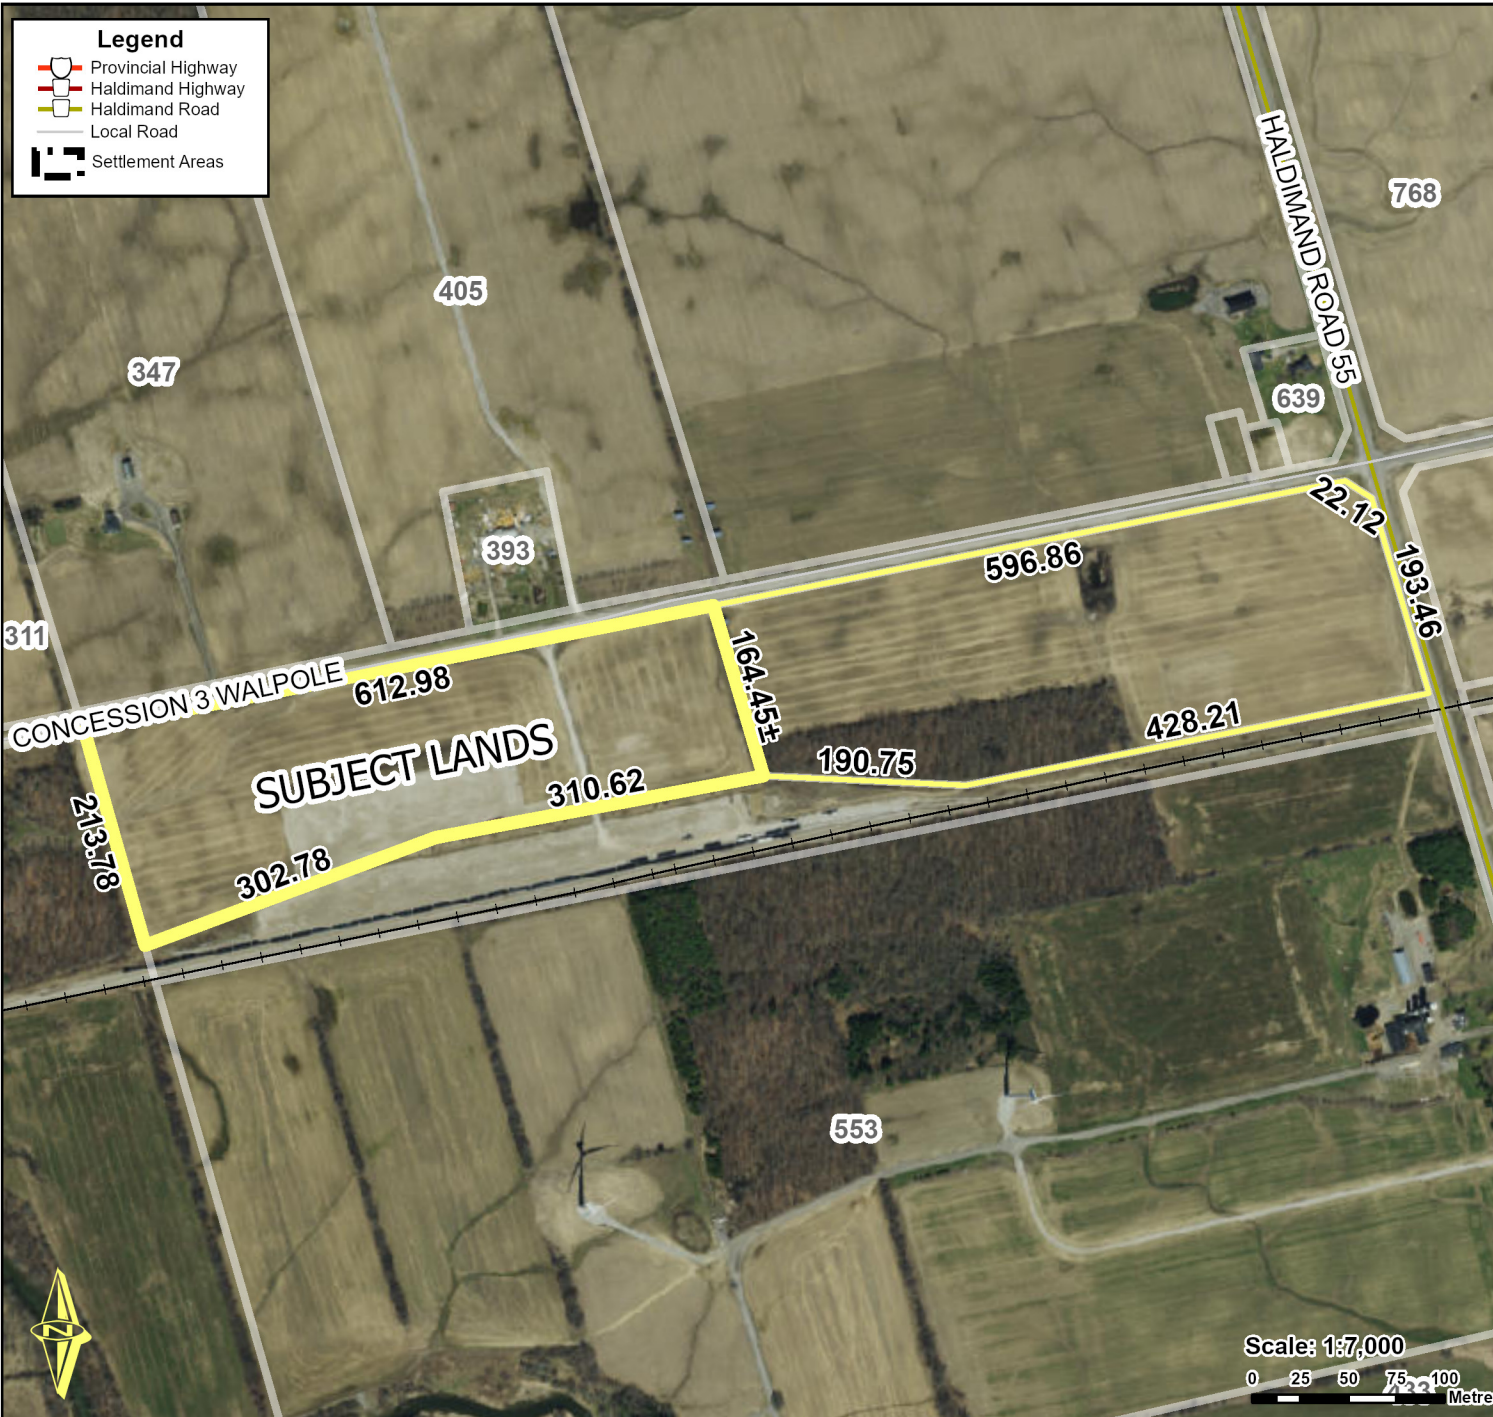 Legend
Provincial Highway
Haldimand Highway
Haldimand Road
Local Road
Settlement Areas
HALDIMAND ROAD 55
768
405
347
639
393
22.12
596.86
193.46
311
164.45±
612.98
CONCESSION 3 WALPOLE
428.21
SUBJECT LANDS
190.75
310.62
213.78
302.78
553
N
Scale: 1:7,000
0 25 50 75 100
433
Metre